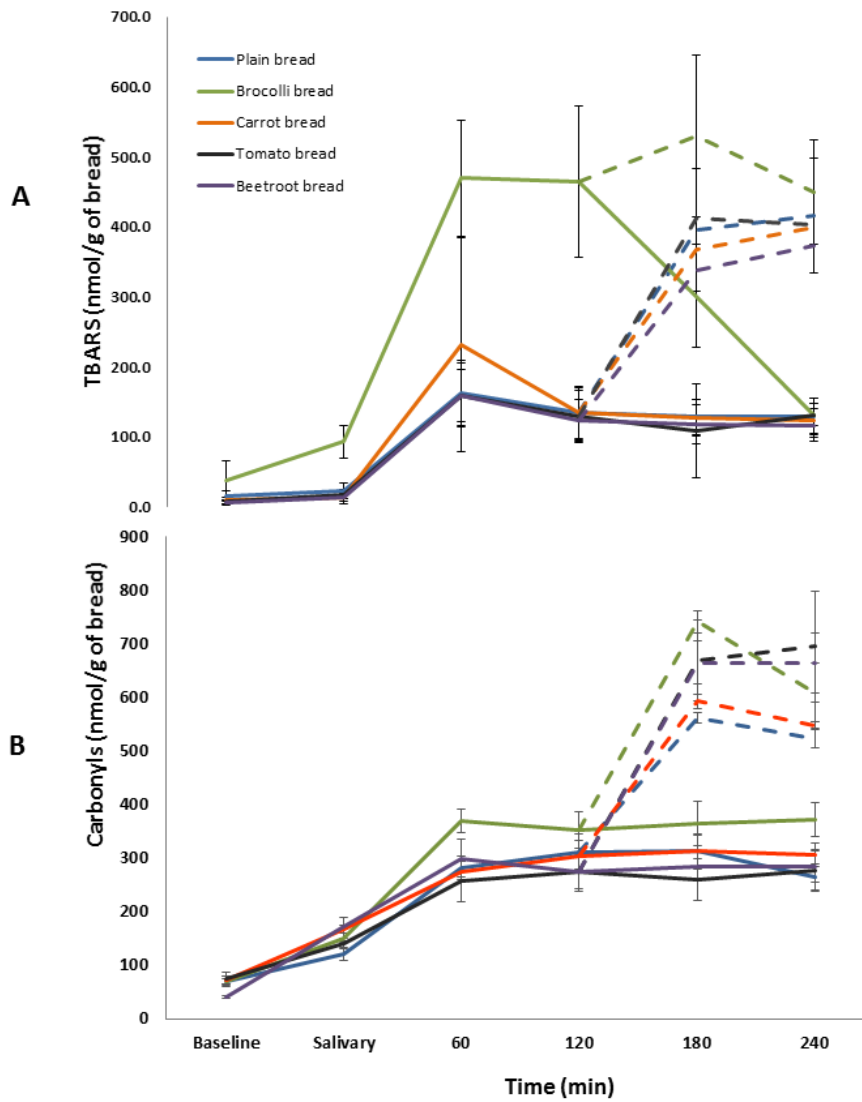 700.0
600.0
500.0
400.0
300.0
200.0
100.0
0.0
TBARS (nmol/g of bread)
A
Plain bread
Brocolli bread
Carrot bread
Tomato bread
Beetroot bread
900
800
700
600
500
400
300
200
100
0
Carbonyls (nmol/g of bread)
B
Baseline Salivary 60 120 180 240
Time (min)